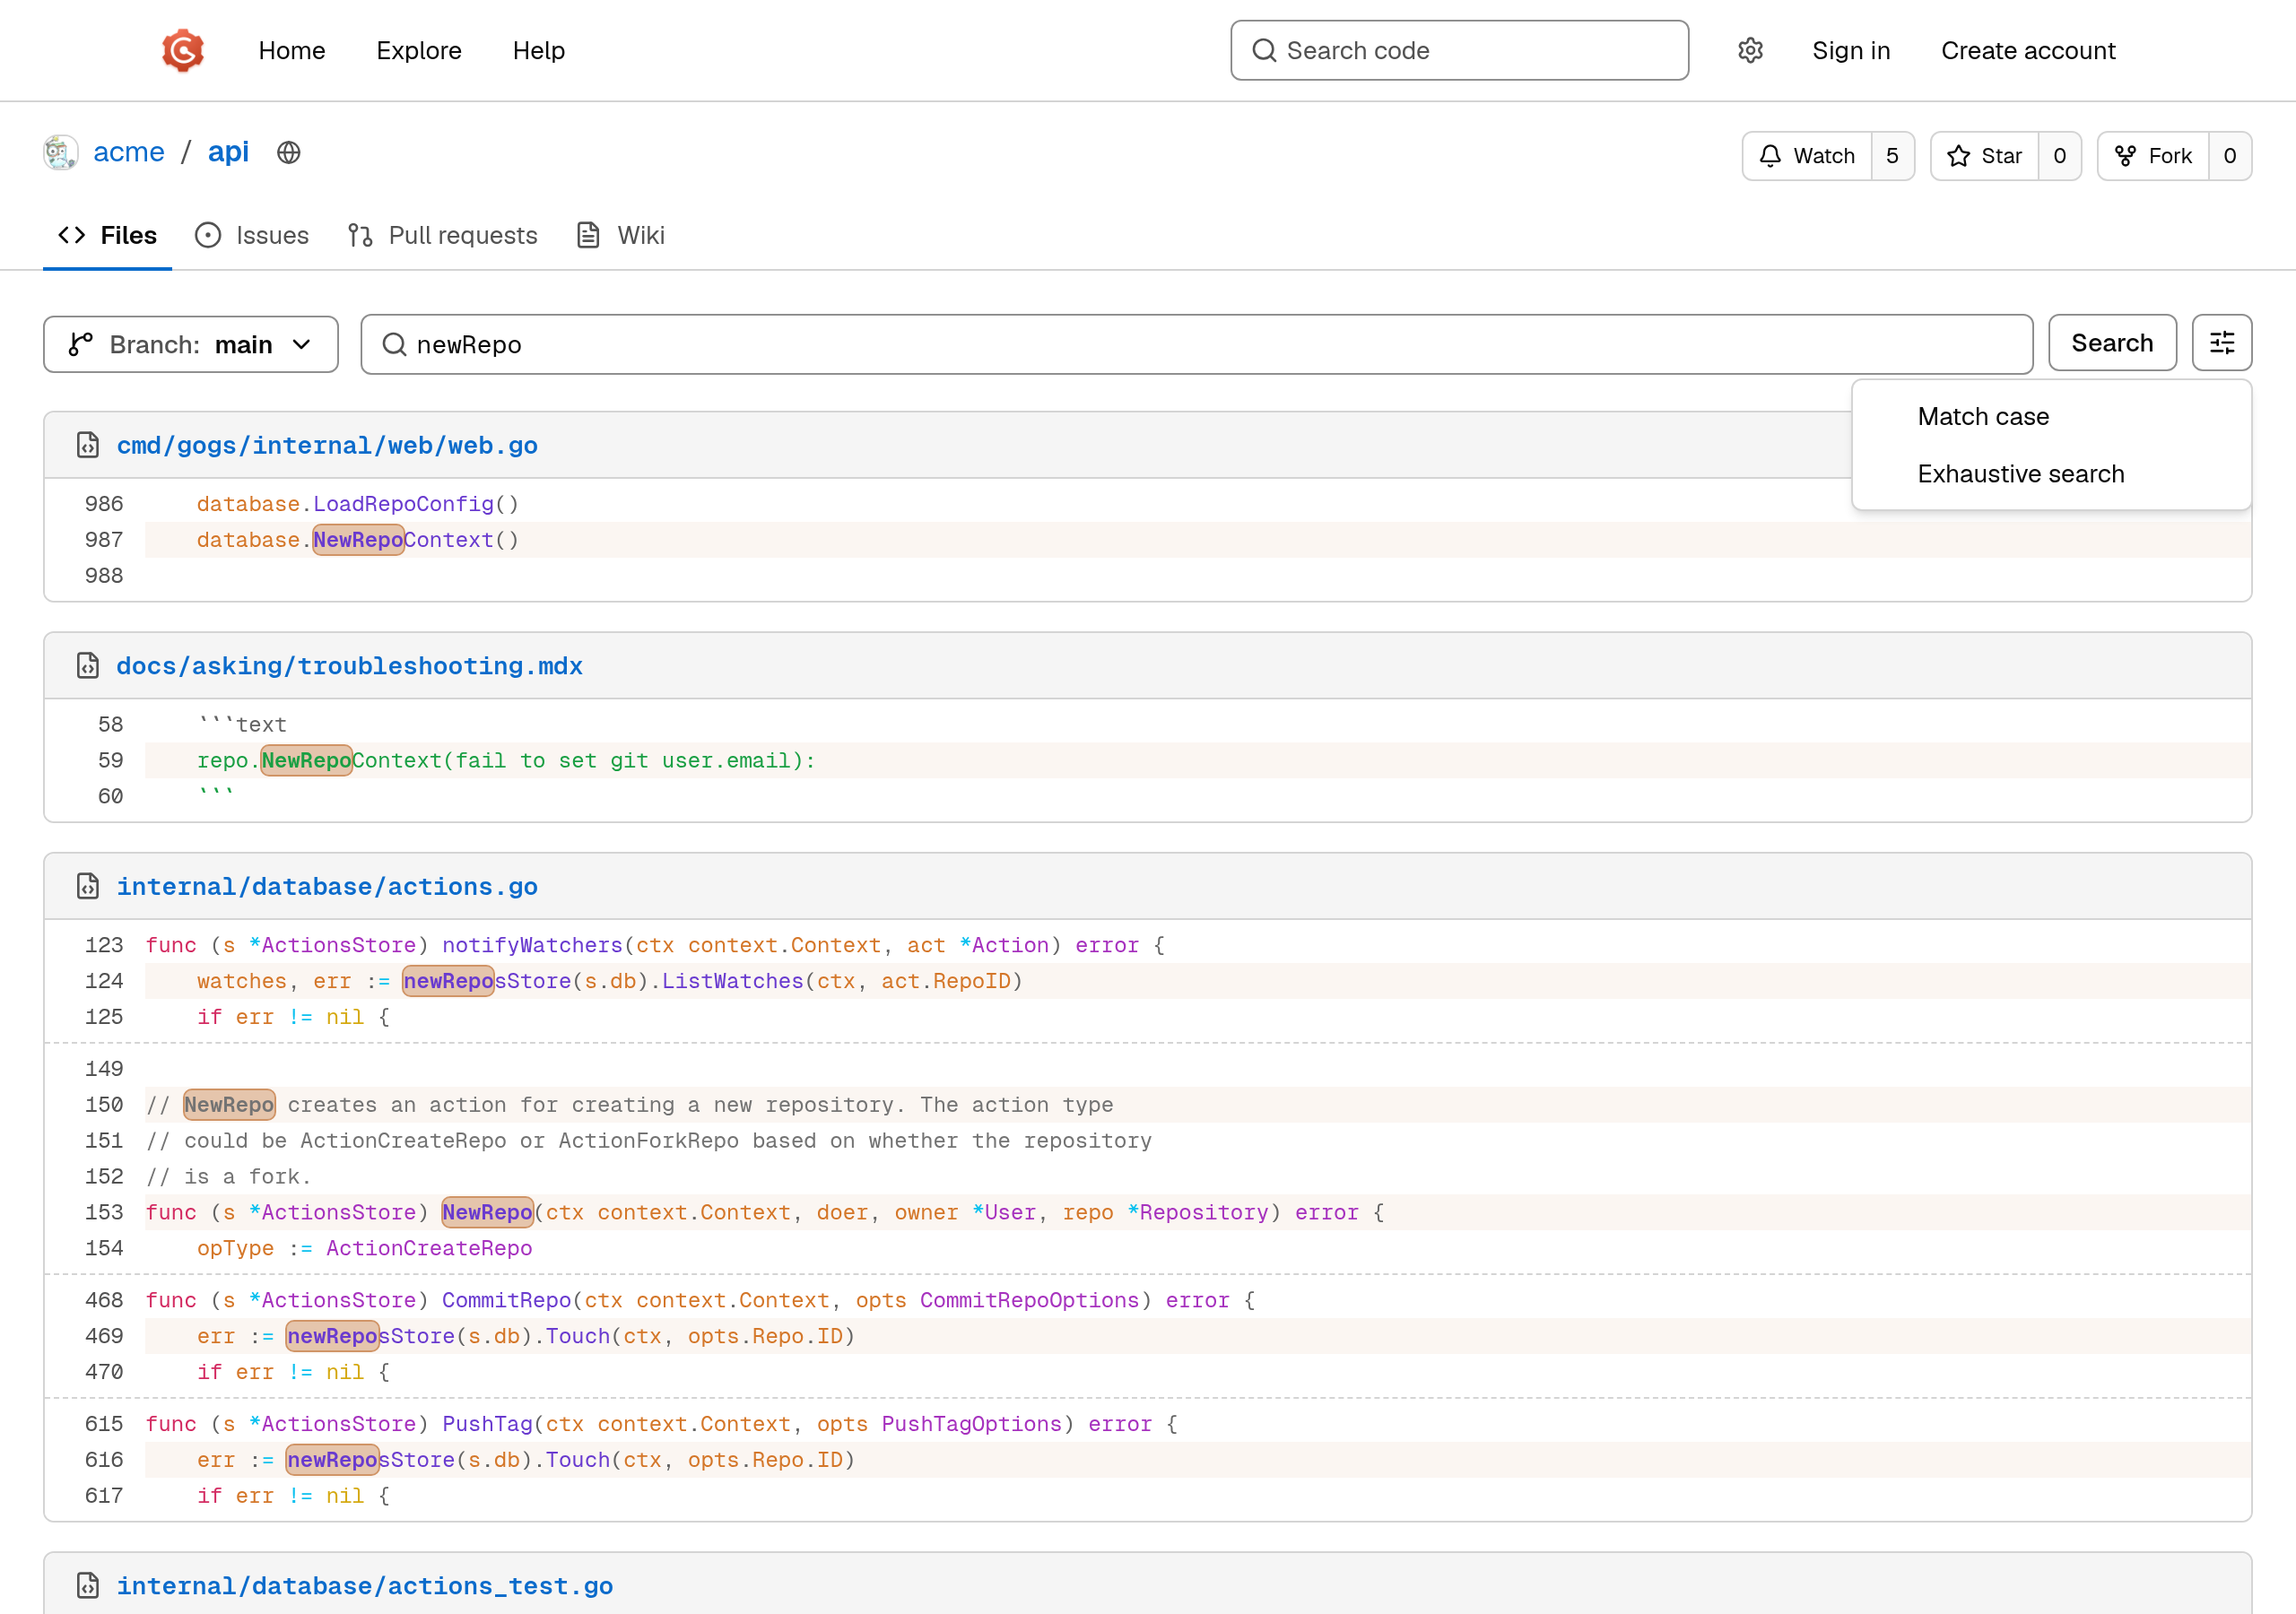 Home Explore Help Search code Sign in Create account
acme / api Watch 5 Star 0 Fork 0
Files Issues Pull requests Wiki
Branch: main newRepo Search
Match case
Exhaustive search
cmd/gogs/internal/web/web.go
986 database.LoadRepoConfig()
987 database.NewRepoContext()
988
docs/asking/troubleshooting.mdx
58 ```text
59 repo.NewRepoContext(fail to set git user.email):
60 ```
internal/database/actions.go
123 func (s *ActionsStore) notifyWatchers(ctx context.Context, act *Action) error {
124 watches, err := newReposStore(s.db).ListWatches(ctx, act.RepoID)
125 if err != nil {
149
150 // NewRepo creates an action for creating a new repository. The action type
151 // could be ActionCreateRepo or ActionForkRepo based on whether the repository
152 // is a fork.
153 func (s *ActionsStore) NewRepo(ctx context.Context, doer, owner *User, repo *Repository) error {
154 opType := ActionCreateRepo
468 func (s *ActionsStore) CommitRepo(ctx context.Context, opts CommitRepoOptions) error {
469 err := newReposStore(s.db).Touch(ctx, opts.Repo.ID)
470 if err != nil {
615 func (s *ActionsStore) PushTag(ctx context.Context, opts PushTagOptions) error {
616 err := newReposStore(s.db).Touch(ctx, opts.Repo.ID)
617 if err != nil {
internal/database/actions_test.go